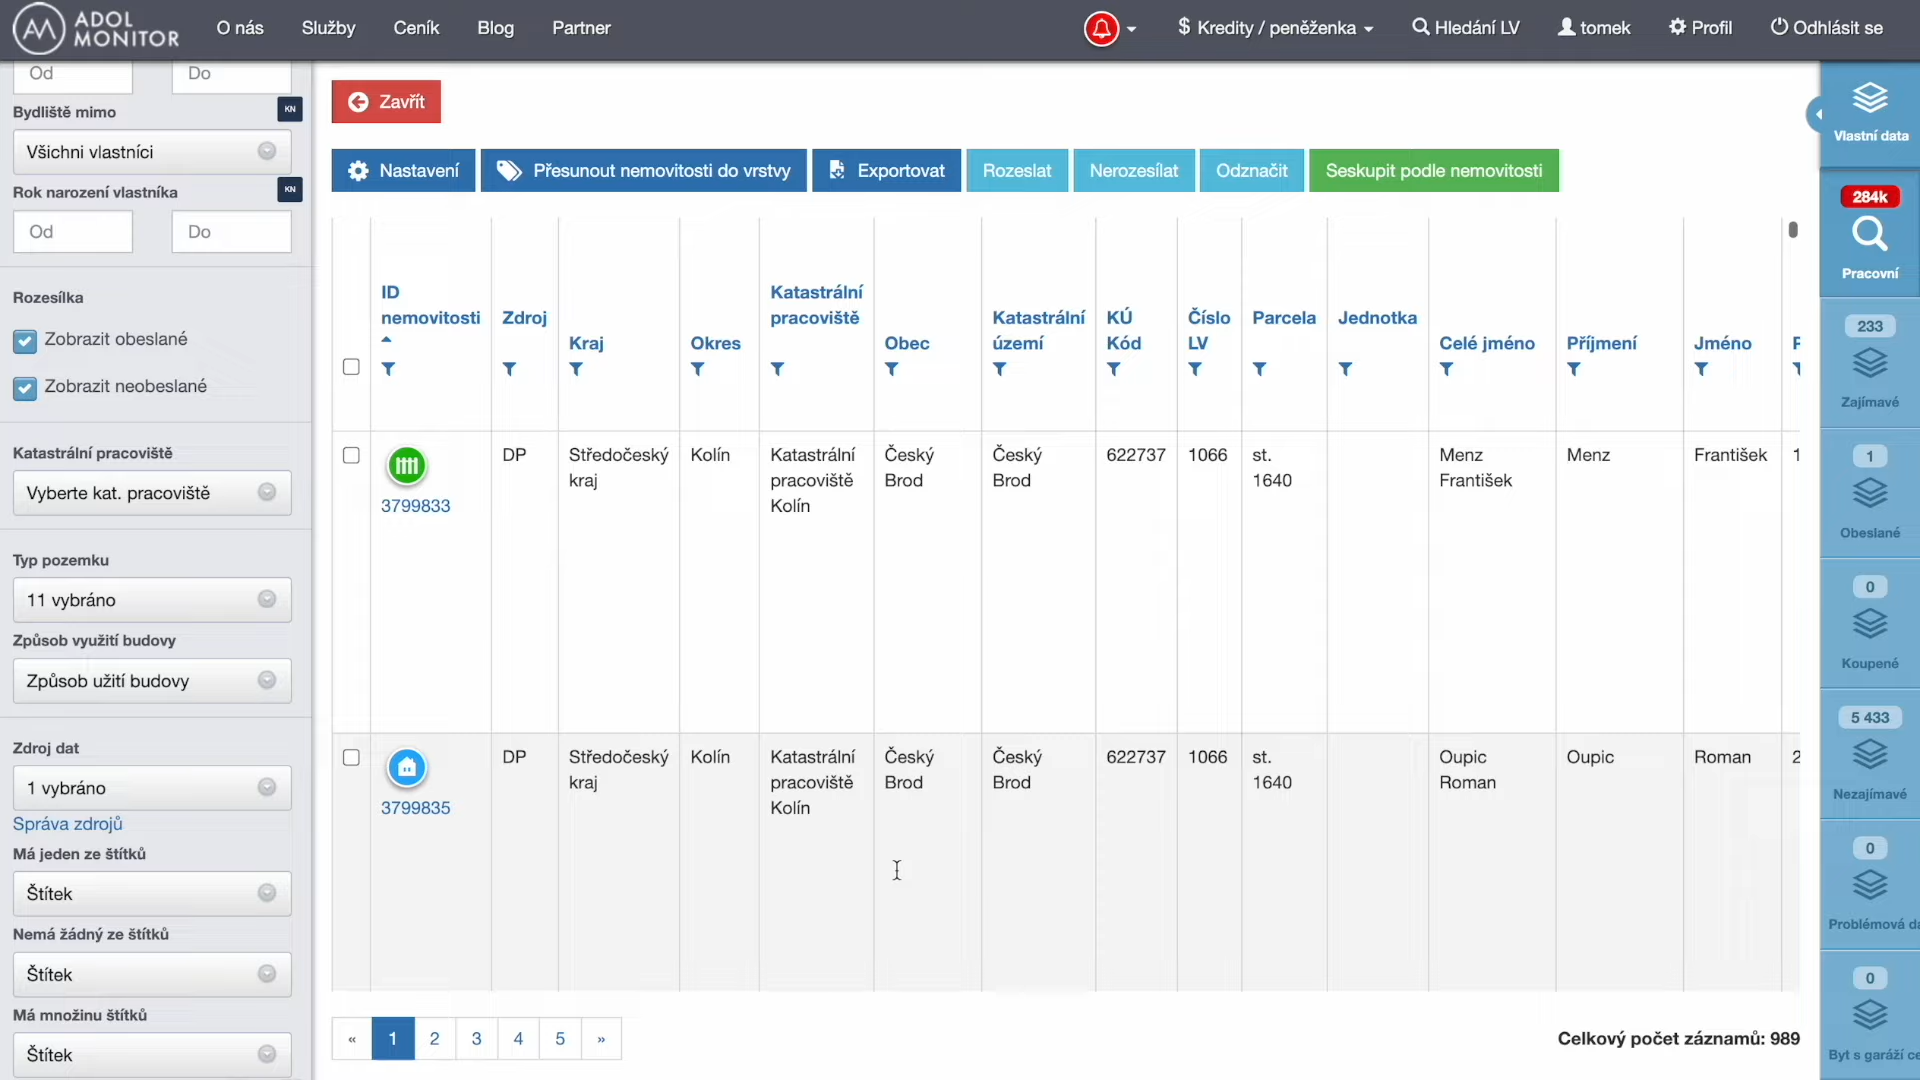 ADOL
MONITOR
O nás
Služby
Ceník
Blog
Partner
$ Kredity / peněženka
Hledání LV
tomek
Profil
Odhlásit se
Od
Do
Bydliště mimo
KN
Všichni vlastníci
Rok narození vlastníka
KN
Od
Do
Rozesílka
Zobrazit obeslané
Zobrazit neobeslané
Katastrální pracoviště
Vyberte kat. pracoviště
Typ pozemku
11 vybráno
Způsob využití budovy
Způsob užití budovy
Zdroj dat
1 vybráno
Správa zdrojů
Má jeden ze štítků
Štítek
Nemá žádný ze štítků
Štítek
Má množinu štítků
Štítek
Zavřít
Nastavení
Přesunout nemovitosti do vrstvy
Exportovat
Rozeslat
Nerozesílat
Odznačit
Seskupit podle nemovitosti
ID
nemovitosti
Zdroj
Kraj
Okres
Katastrální
pracoviště
Obec
Katastrální
území
KÚ
Kód
Číslo
LV
Parcela
Jednotka
Celé jméno
Příjmení
Jméno
3799833
DP
Středočeský
kraj
Kolín
Katastrální
pracoviště
Kolín
Český
Brod
Český
Brod
622737
1066
st.
1640
Menz
František
Menz
František
1
3799835
DP
Středočeský
kraj
Kolín
Katastrální
pracoviště
Kolín
Český
Brod
Český
Brod
622737
1066
st.
1640
Oupic
Roman
Oupic
Roman
2
« 1 2 3 4 5 »
Celkový počet záznamů: 989
Vlastní data
284k
Pracovní
233
Zajímavé
1
Obeslané
0
Koupené
5 433
Nezajímavé
0
Problémová da
0
Byt s garáží ce